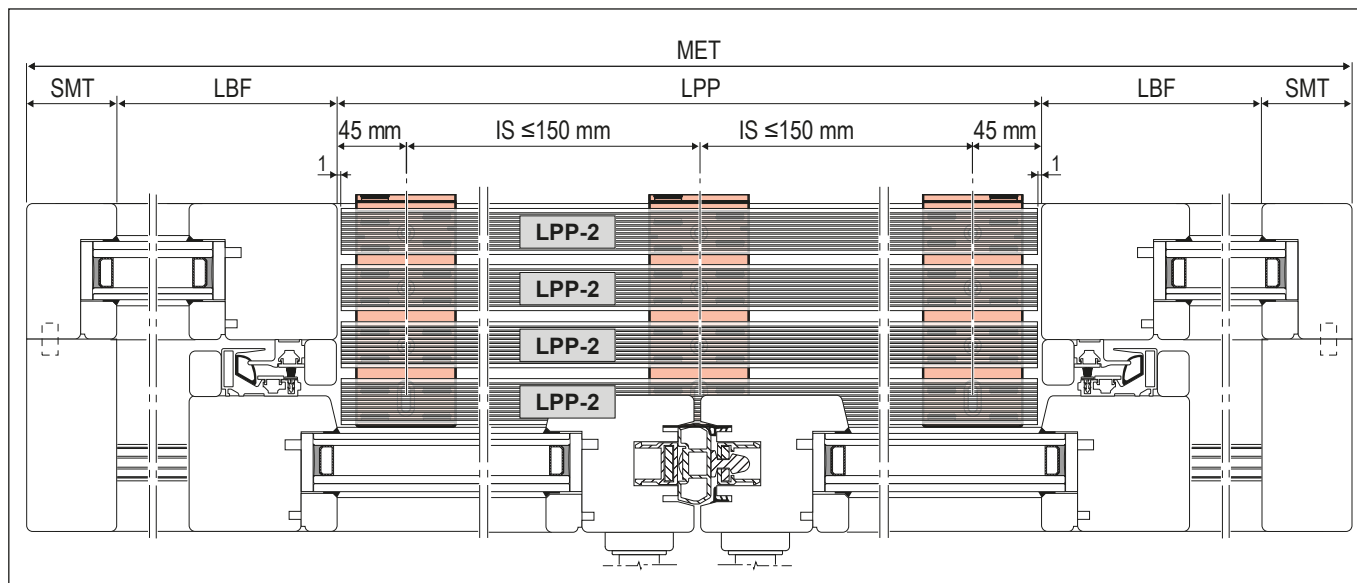 MET
SMT LBF LPP LBF SMT
45 mm IS ≤150 mm IS ≤150 mm 45 mm
1 1
LPP-2
LPP-2
LPP-2
LPP-2